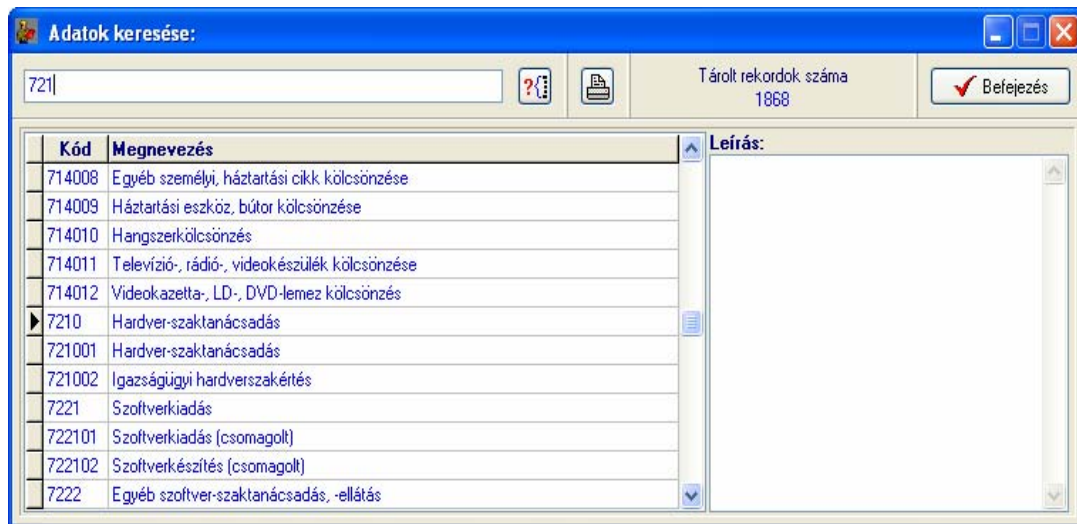 Adatok keresése:
721
?{
Tárolt rekordok száma
1868
Befejezés
Kód Megnevezés
714008 Egyéb személyi, háztartási cikk kölcsönzése
714009 Háztartási eszköz, bútor kölcsönzése
714010 Hangszerkölcsönzés
714011 Televízió-, rádió-, videokészülék kölcsönzése
714012 Videokazetta-, LD-, DVD-lemez kölcsönzés
7210 Hardver-szaktanácsadás
721001 Hardver-szaktanácsadás
721002 Igazságügyi hardverszakértés
7221 Szoftverkiadás
722101 Szoftverkiadás (csomagolt)
722102 Szoftverkészítés (csomagolt)
7222 Egyéb szoftver-szaktanácsadás, -ellátás
Leírás: